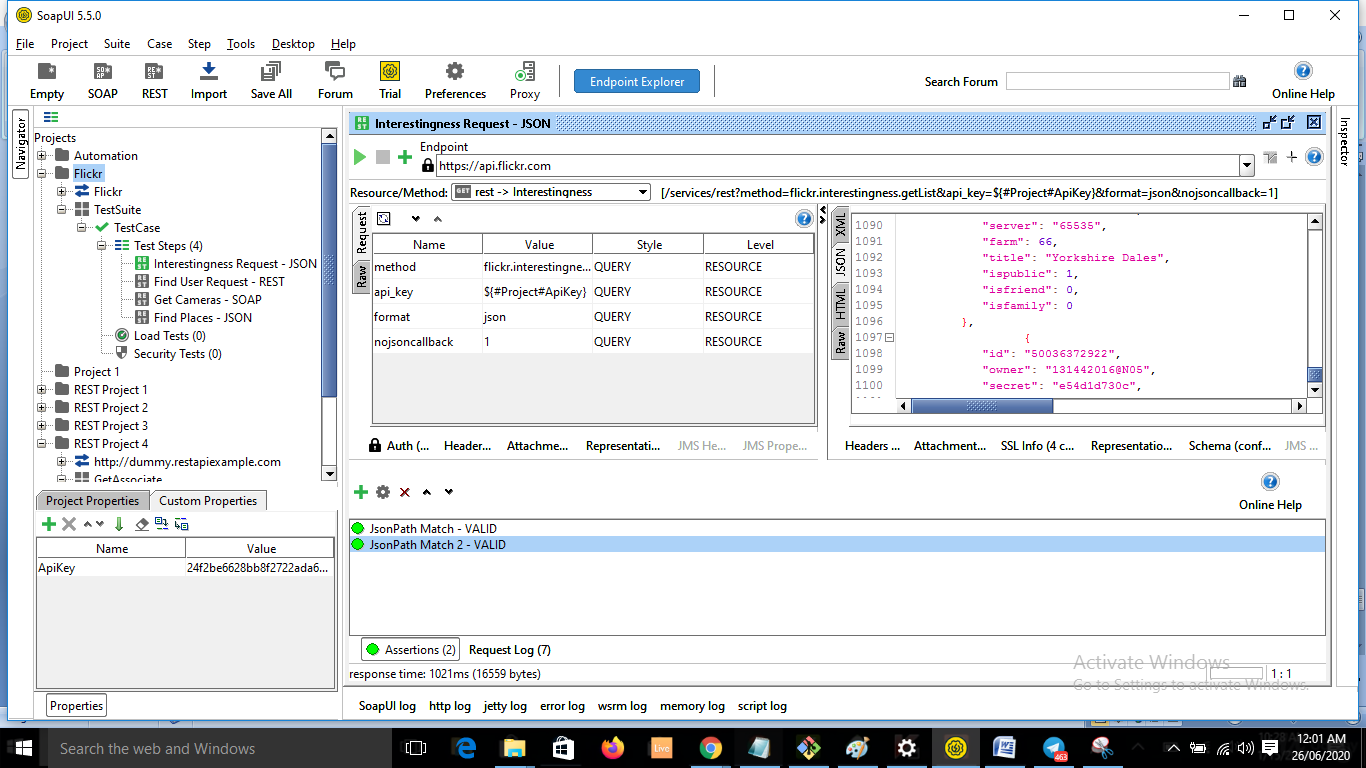 SoapUI 5.5.0
File Project Suite Case Step Tools Desktop Help
Empty SOAP REST Import Save All Forum Trial Preferences Proxy Endpoint Explorer Search Forum Online Help
Navigator
Projects
Automation
Flickr
Flickr
TestSuite
TestCase
Test Steps (4)
Interestingness Request - JSON
Find User Request - REST
Get Cameras - SOAP
Find Places - JSON
Load Tests (0)
Security Tests (0)
Project 1
REST Project 1
REST Project 2
REST Project 3
REST Project 4
http://dummy.restapiexample.com
GetAssociate
Project Properties Custom Properties
Name Value
ApiKey 24f2be6628bb8f2722ada6...
Properties
Interestingness Request - JSON
Inspector
Endpoint
https://api.flickr.com
Resource/Method: GET rest -> Interestingness [/services/rest?method=flickr.interestingness.getList&api_key=${#Project#ApiKey}&format=json&nojsoncallback=1]
Request
Raw
Name Value Style Level
method flickr.interestingne... QUERY RESOURCE
api_key ${#Project#ApiKey} QUERY RESOURCE
format json QUERY RESOURCE
nojsoncallback 1 QUERY RESOURCE
Auth (... Header... Attachme... Representati... JMS He... JMS Prope...
XML
JSON
HTML
Raw
1090 "server": "65535",
1091 "farm": 66,
1092 "title": "Yorkshire Dales",
1093 "ispublic": 1,
1094 "isfriend": 0,
1095 "isfamily": 0
1096 },
1097 {
1098 "id": "50036372922",
1099 "owner": "131442016@N05",
1100 "secret": "e54d1d730c",
Headers ... Attachment... SSL Info (4 c... Representatio... Schema (conf... JMS ...
Online Help
JsonPath Match - VALID
JsonPath Match 2 - VALID
Assertions (2) Request Log (7)
response time: 1021ms (16559 bytes) 1 : 1
Activate Windows
Go to Settings to activate Windows.
SoapUI log http log jetty log error log wsrm log memory log script log
Search the web and Windows
Live
463
12:01 AM
26/06/2020